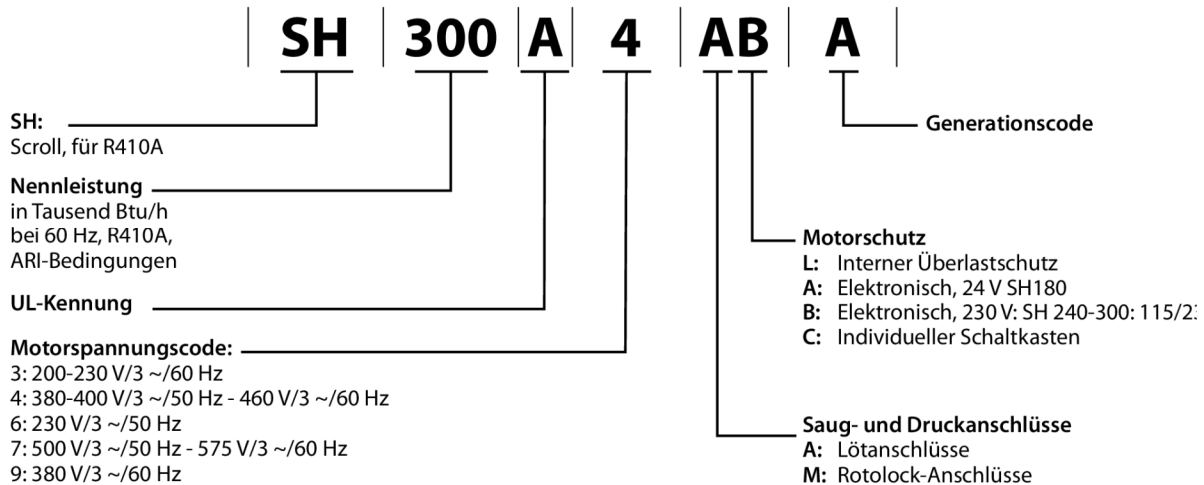 SH 300 A 4 A B A
SH:
Scroll, für R410A
Nennleistung
in Tausend Btu/h
bei 60 Hz, R410A,
ARI-Bedingungen
UL-Kennung
Motorspannungscode:
3: 200-230 V/3 ~/60 Hz
4: 380-400 V/3 ~/50 Hz - 460 V/3 ~/60 Hz
6: 230 V/3 ~/50 Hz
7: 500 V/3 ~/50 Hz - 575 V/3 ~/60 Hz
9: 380 V/3 ~/60 Hz
Generationscode
Motorschutz
L: Interner Überlastschutz
A: Elektronisch, 24 V SH180
B: Elektronisch, 230 V: SH 240-300: 115/23
C: Individueller Schaltkasten
Saug- und Druckanschlüsse
A: Lötanschlüsse
M: Rotolock-Anschlüsse